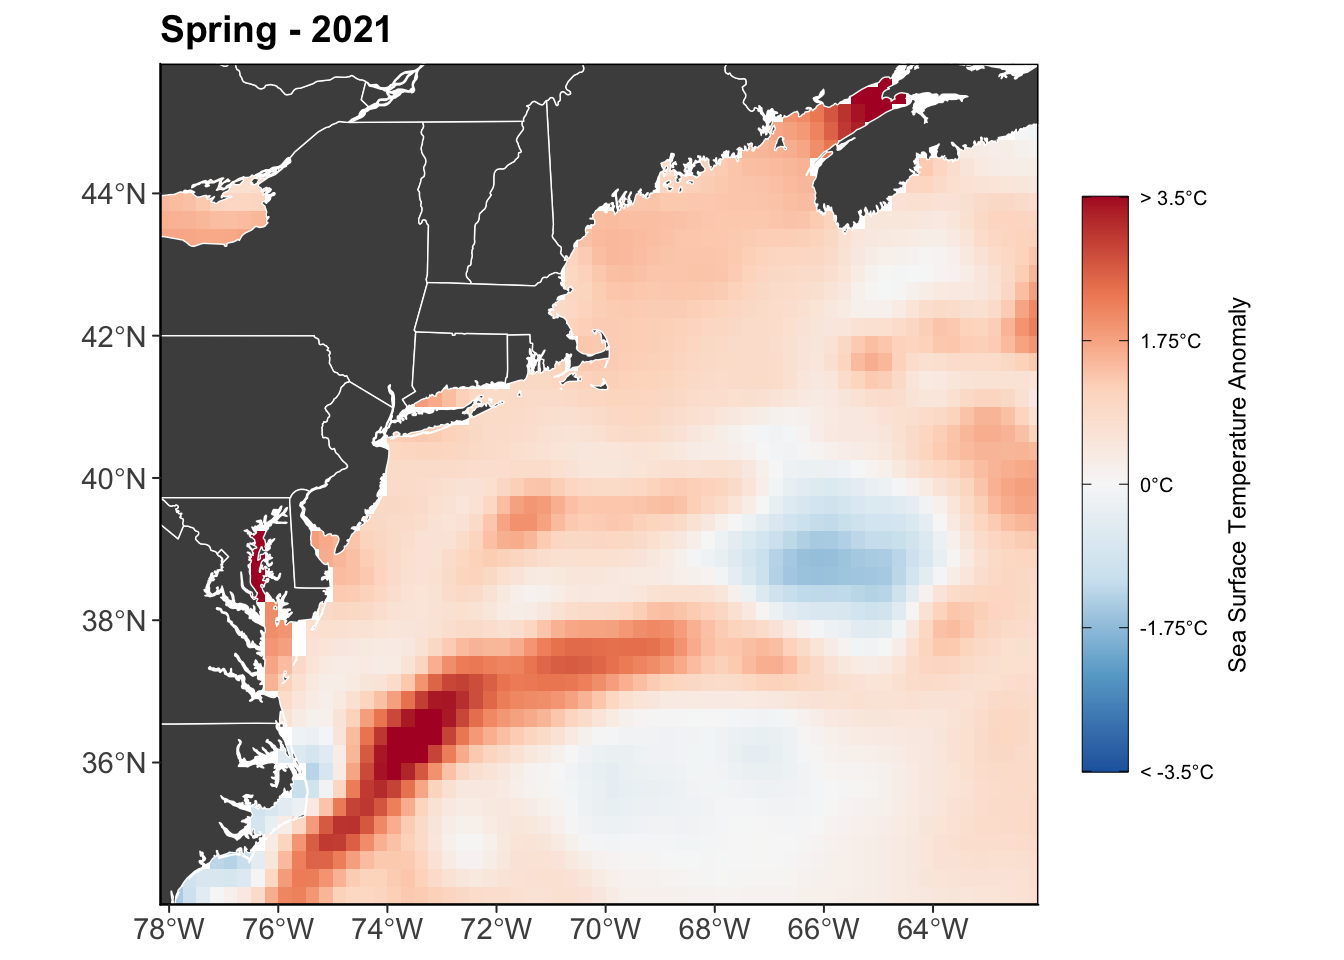 Spring - 2021
44°N
42°N
40°N
38°N
36°N
78°W 76°W 74°W 72°W 70°W 68°W 66°W 64°W
> 3.5°C
1.75°C
0°C
-1.75°C
< -3.5°C
Sea Surface Temperature Anomaly